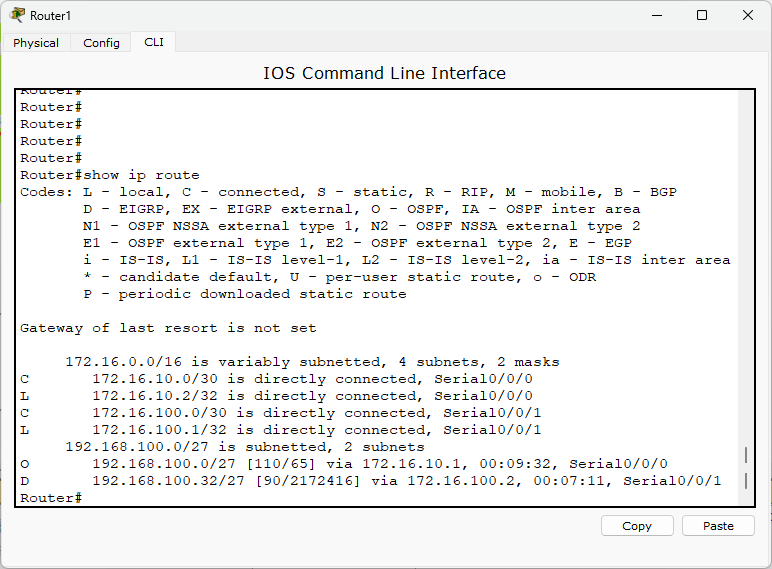 Router1
Physical Config CLI
IOS Command Line Interface
Router#
Router#
Router#
Router#
Router#
Router#show ip route
Codes: L - local, C - connected, S - static, R - RIP, M - mobile, B - BGP
D - EIGRP, EX - EIGRP external, O - OSPF, IA - OSPF inter area
N1 - OSPF NSSA external type 1, N2 - OSPF NSSA external type 2
E1 - OSPF external type 1, E2 - OSPF external type 2, E - EGP
i - IS-IS, L1 - IS-IS level-1, L2 - IS-IS level-2, ia - IS-IS inter area
* - candidate default, U - per-user static route, o - ODR
P - periodic downloaded static route
Gateway of last resort is not set
172.16.0.0/16 is variably subnetted, 4 subnets, 2 masks
C 172.16.10.0/30 is directly connected, Serial0/0/0
L 172.16.10.2/32 is directly connected, Serial0/0/0
C 172.16.100.0/30 is directly connected, Serial0/0/1
L 172.16.100.1/32 is directly connected, Serial0/0/1
192.168.100.0/27 is subnetted, 2 subnets
O 192.168.100.0/27 [110/65] via 172.16.10.1, 00:09:32, Serial0/0/0
D 192.168.100.32/27 [90/2172416] via 172.16.100.2, 00:07:11, Serial0/0/1
Router#
Copy Paste